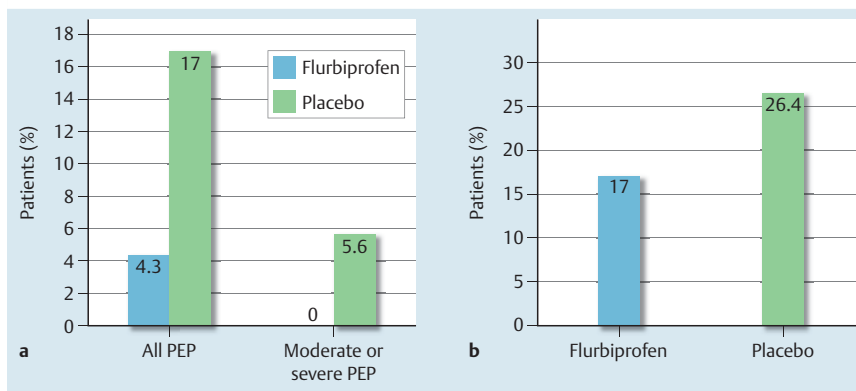 Patients (%)
18
16
14
12
10
8
6
4
2
0
Flurbiprofen
Placebo
4.3
17
0
5.6
All PEP
Moderate or
severe PEP
a
Patients (%)
30
25
20
15
10
5
0
17
26.4
Flurbiprofen
Placebo
b